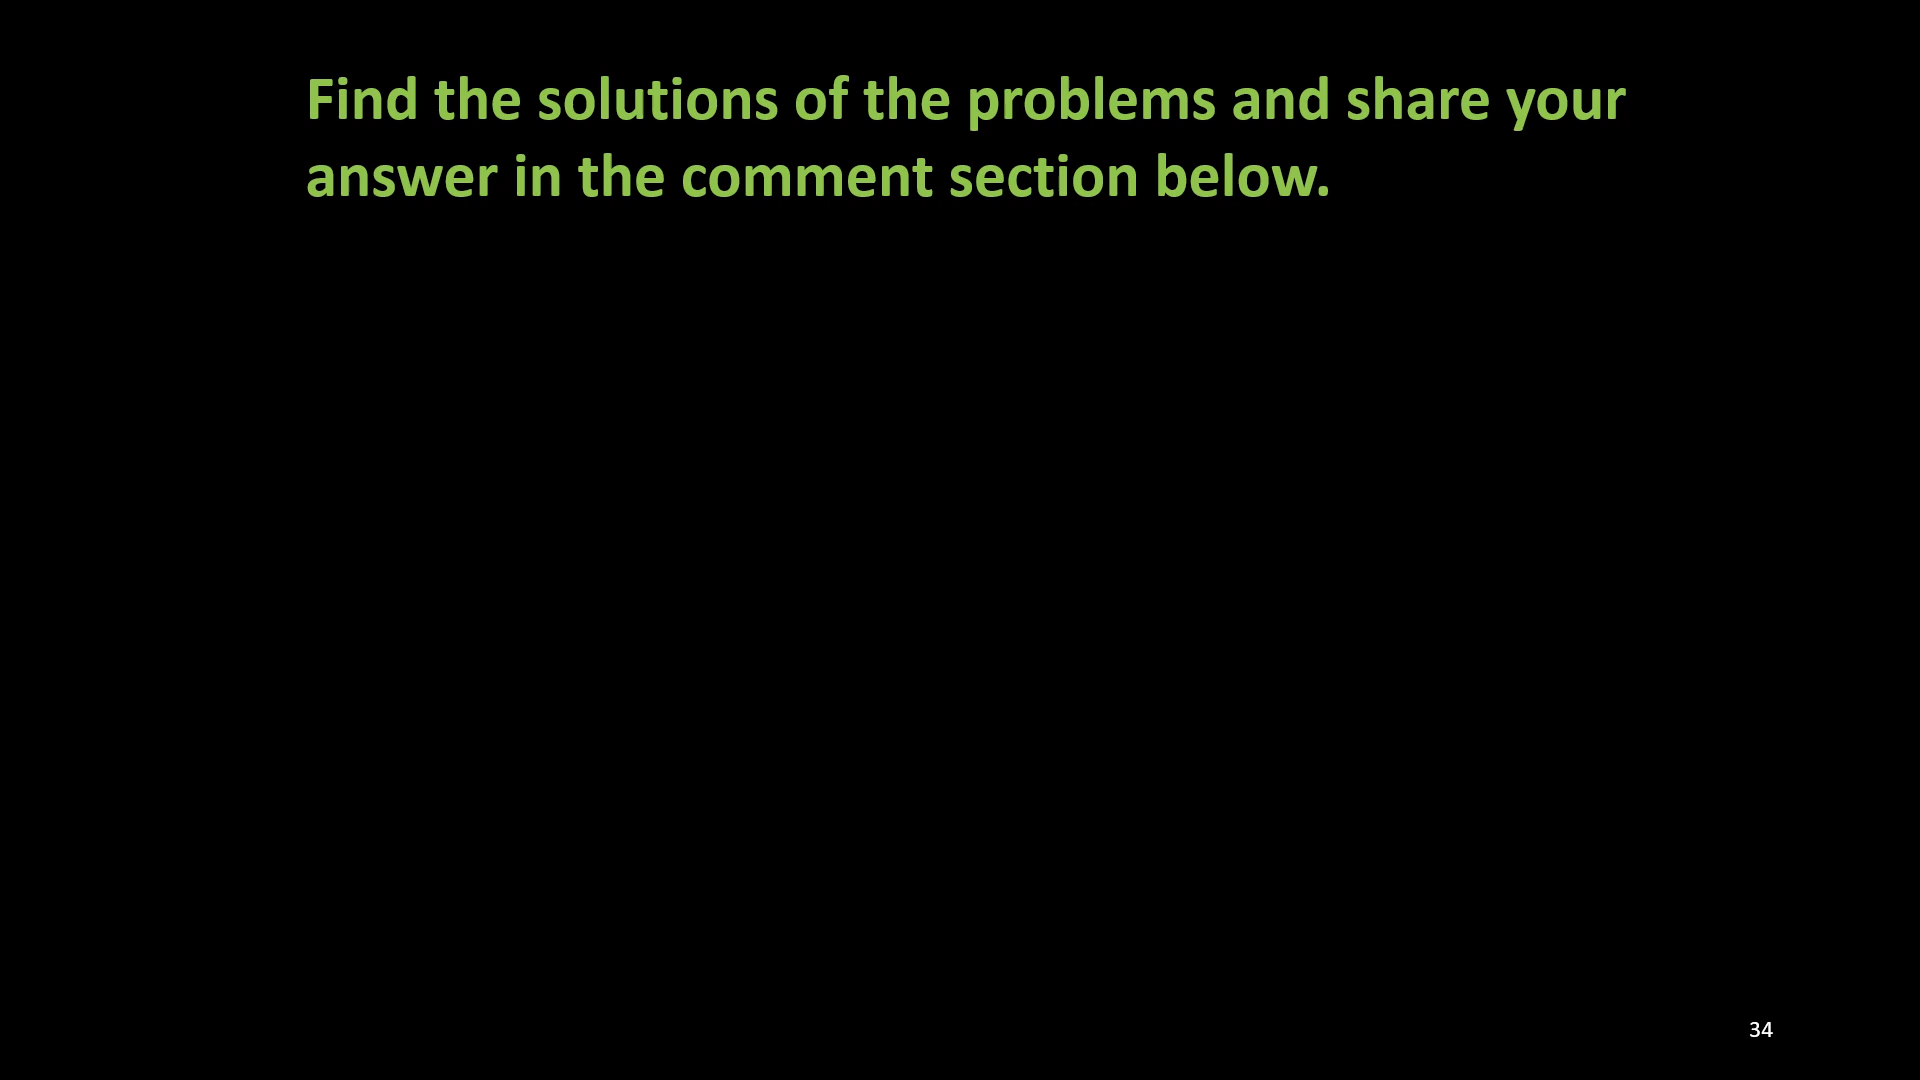 Find the solutions of the problems and share your
answer in the comment section below.
34